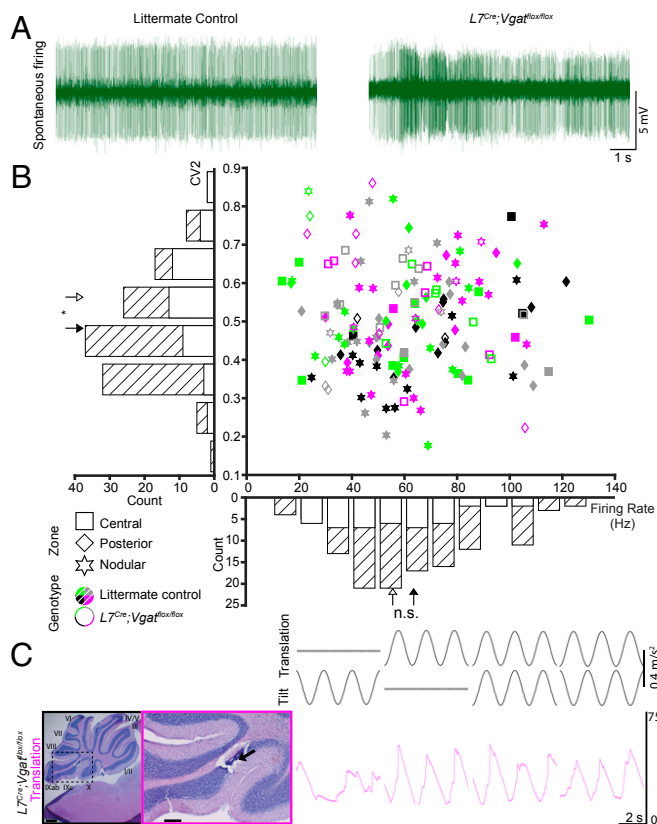 A
Littermate Control
L7Cre;Vgatflox/flox
Spontaneous firing
5 mV
1 s
B
CV2
0.9
0.8
0.7
0.6
0.5
0.4
0.3
0.2
0.1
*
40 30 20 10 0
Count
0 20 40 60 80 100 120 140
Firing Rate
(Hz)
0
5
10
15
20
25
Count
n.s.
Zone
Central
Posterior
Nodular
Genotype
Littermate control
L7Cre;Vgatflox/flox
C
Translation
Tilt
0.4 m/s²
L7Cre;Vgatflox/flox
Translation
VI
IV/V
III
VII
VIII
I/II
IXab
IXc
X
75
0
2 s